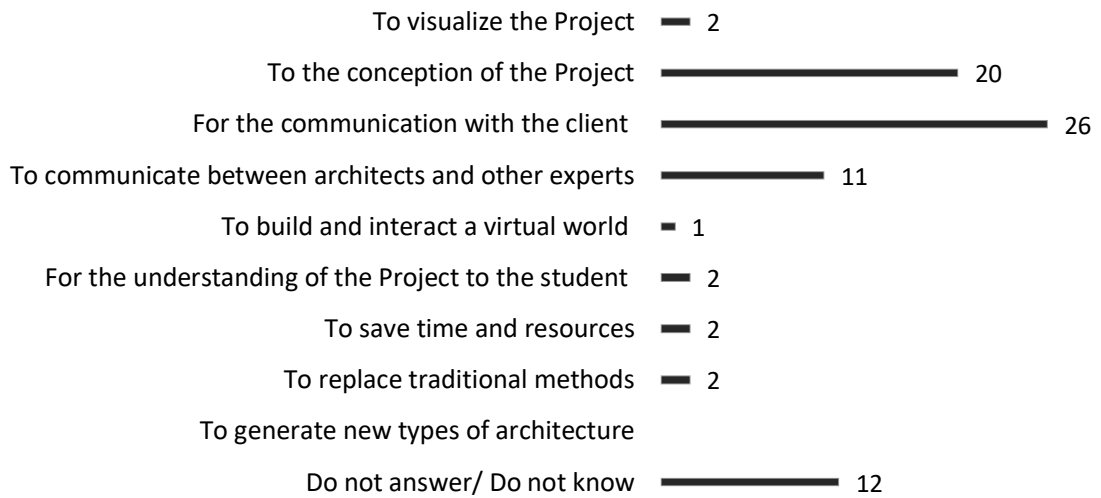 To visualize the Project 2
To the conception of the Project 20
For the communication with the client 26
To communicate between architects and other experts 11
To build and interact a virtual world 1
For the understanding of the Project to the student 2
To save time and resources 2
To replace traditional methods 2
To generate new types of architecture
Do not answer/ Do not know 12